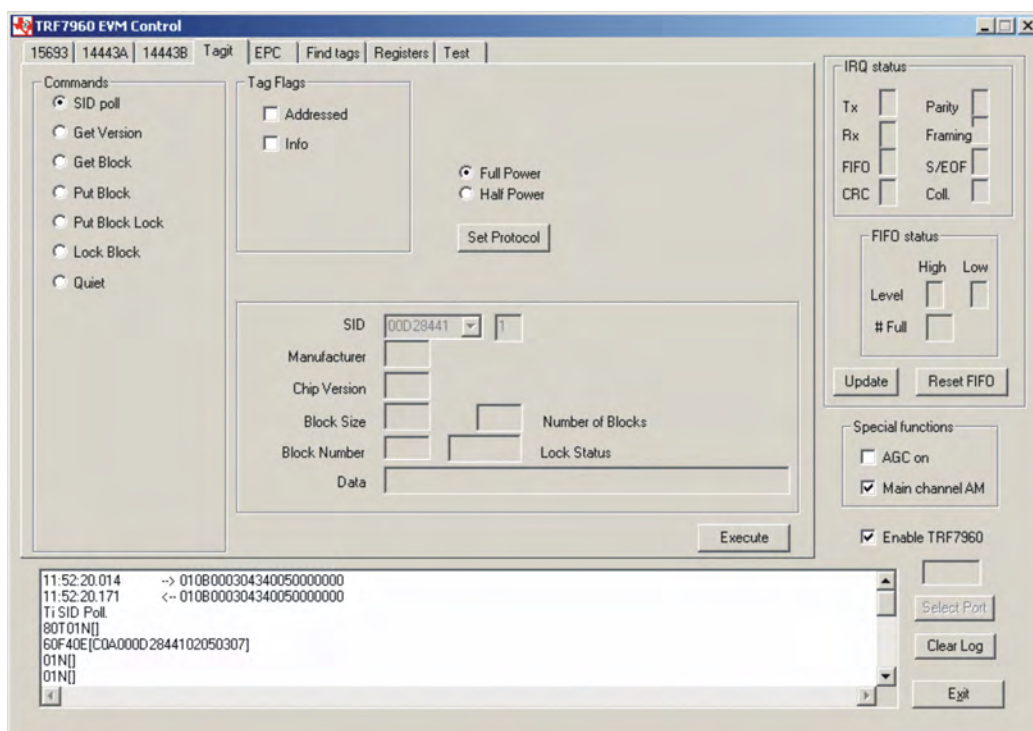 TRF7960 EVM Control
15693 14443A 14443B Tagit EPC Find tags Registers Test
Commands
SID poll
Get Version
Get Block
Put Block
Put Block Lock
Lock Block
Quiet
Tag Flags
Addressed
Info
Full Power
Half Power
Set Protocol
SID 00D28441 1
Manufacturer
Chip Version
Block Size Number of Blocks
Block Number Lock Status
Data
Execute
IRQ status
Tx Parity
Rx Framing
FIFO S/EOF
CRC Coll.
FIFO status
High Low
Level
# Full
Update Reset FIFO
Special functions
AGC on
Main channel AM
Enable TRF7960
Select Port
Clear Log
Exit
11:52:20.014 --> 010B000304340050000000
11:52:20.171 <-- 010B000304340050000000
Ti SID Poll.
80T01N[]
60F40E[C0A000D2844102050307]
01N[]
01N[]